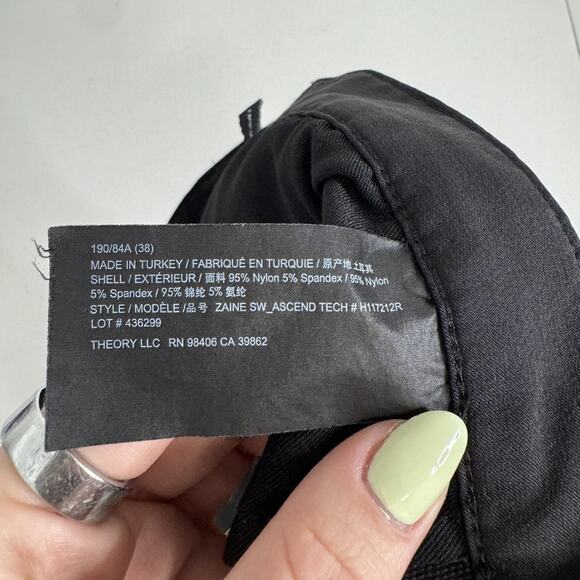 190/84A (38)
MADE IN TURKEY / FABRIQUÉ EN TURQUIE / 原产地 土耳其
SHELL / EXTÉRIEUR / 面料 95% Nylon 5% Spandex / 95% Nylon
5% Spandex / 95% 锦纶 5% 氨纶
STYLE / MODÈLE / 品号 ZAINE SW_ASCEND TECH # H117212R
LOT # 436299
THEORY LLC RN 98406 CA 39862